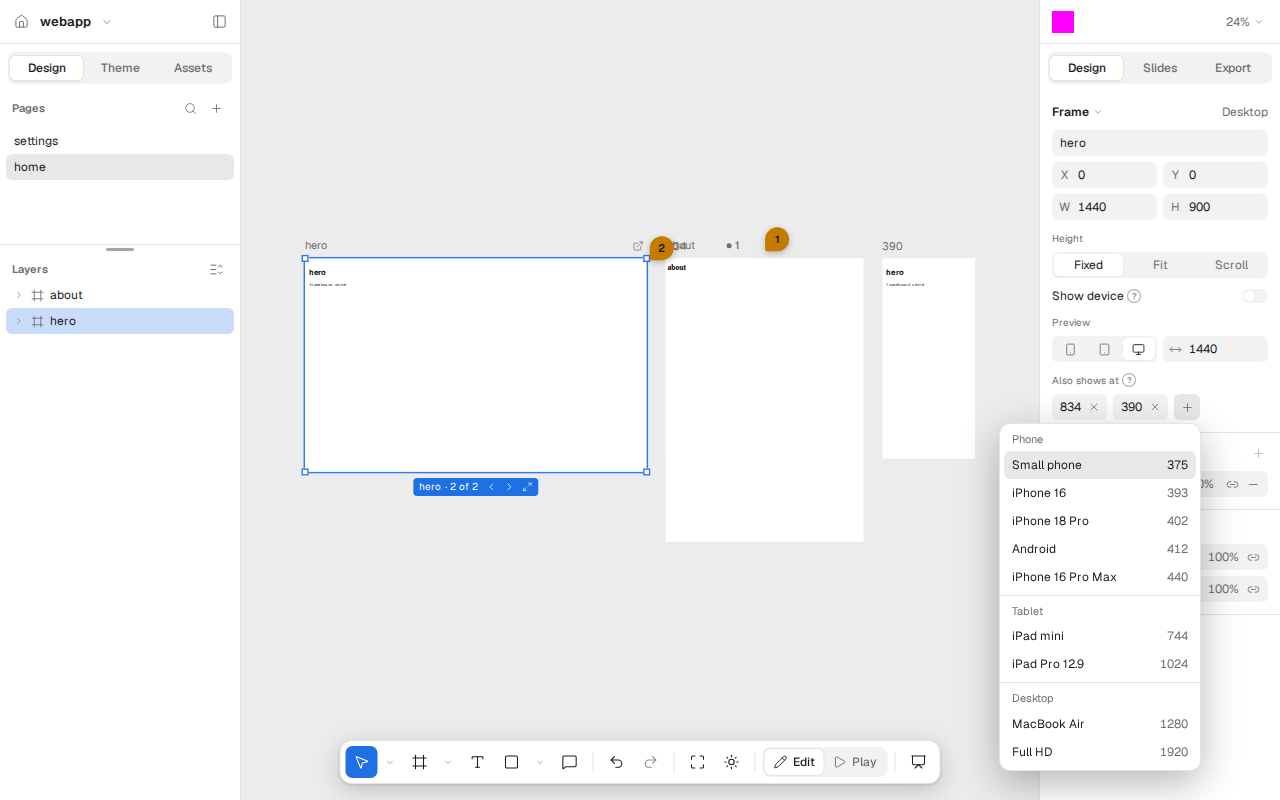 webapp
24%
Design
Theme
Assets
Design
Slides
Export
Pages
settings
home
Layers
about
hero
hero
2
1
1
390
hero
about
hero
hero · 2 of 2
Frame
Desktop
hero
X 0
Y 0
W 1440
H 900
Height
Fixed
Fit
Scroll
Show device ?
Preview
1440
Also shows at ?
834
390
Phone
Small phone 375
iPhone 16 393
iPhone 18 Pro 402
Android 412
iPhone 16 Pro Max 440
Tablet
iPad mini 744
iPad Pro 12.9 1024
Desktop
MacBook Air 1280
Full HD 1920
100%
100%
Edit
Play